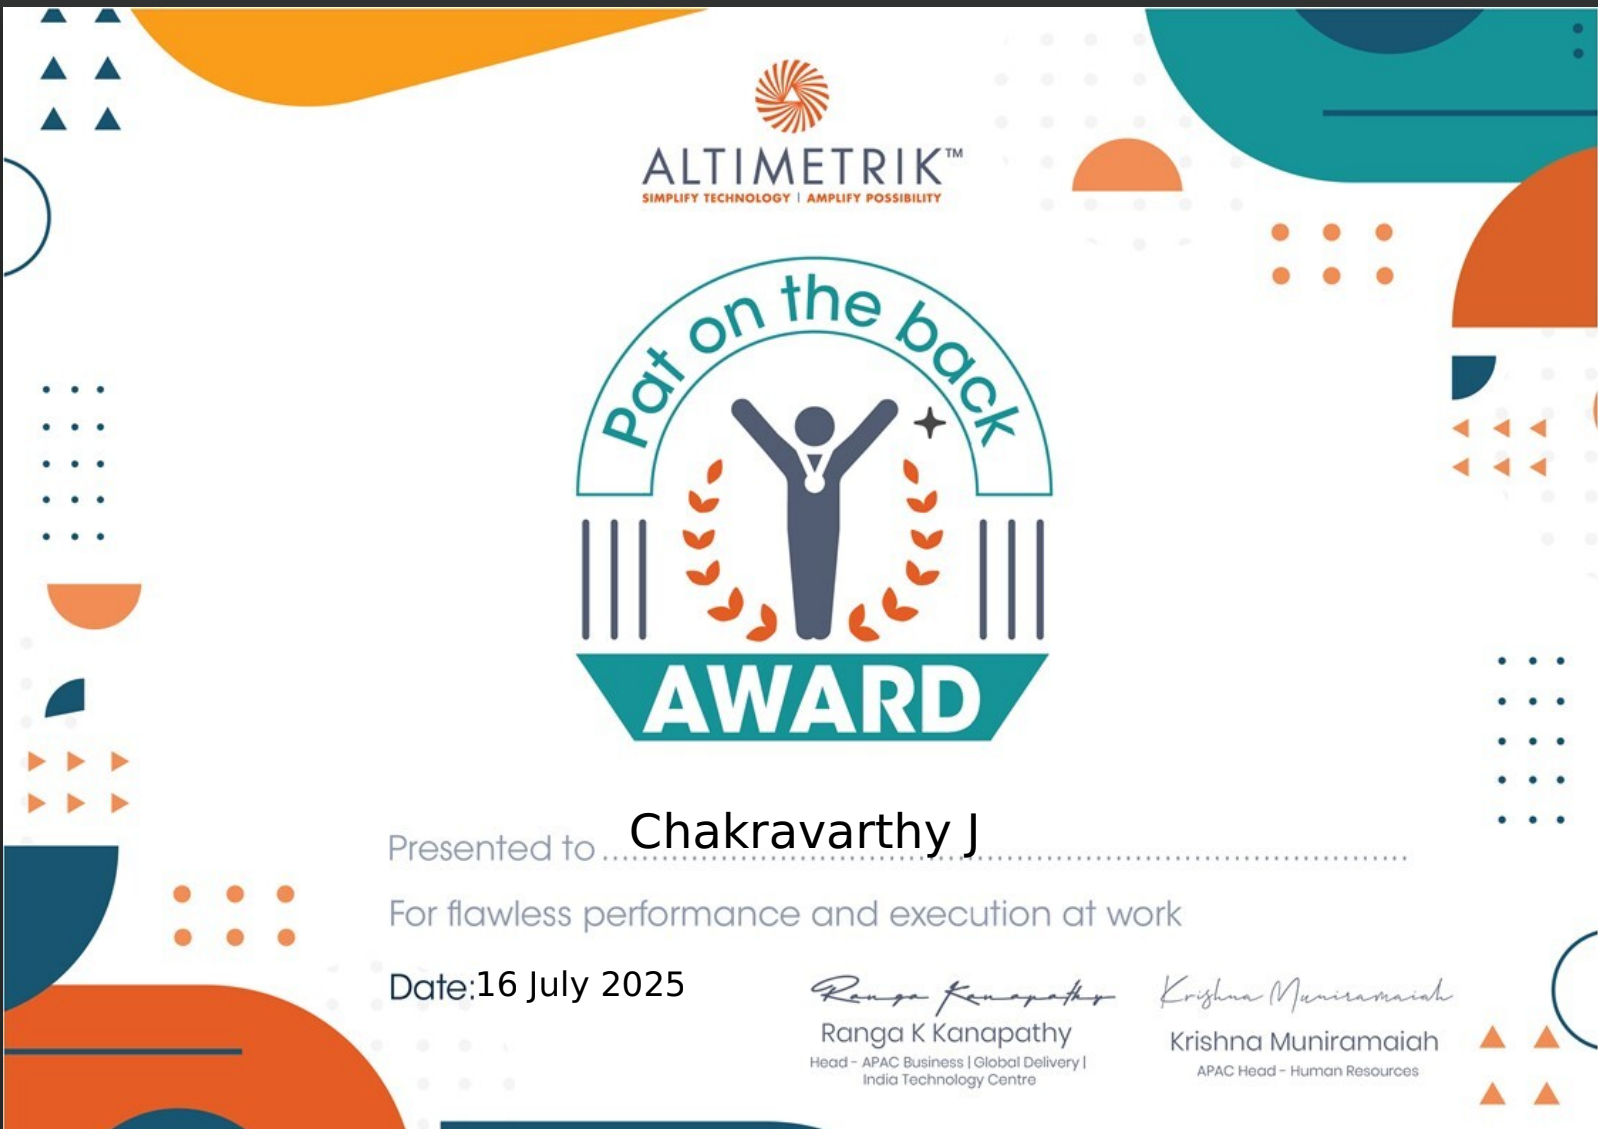 ALTIMETRIK™
SIMPLIFY TECHNOLOGY | AMPLIFY POSSIBILITY
Pat on the back
AWARD
Presented to Chakravarthy J
For flawless performance and execution at work
Date:16 July 2025
Ranga Kanapathy
Ranga K Kanapathy
Head - APAC Business | Global Delivery |
India Technology Centre
Krishna Muniramaiah
Krishna Muniramaiah
APAC Head - Human Resources